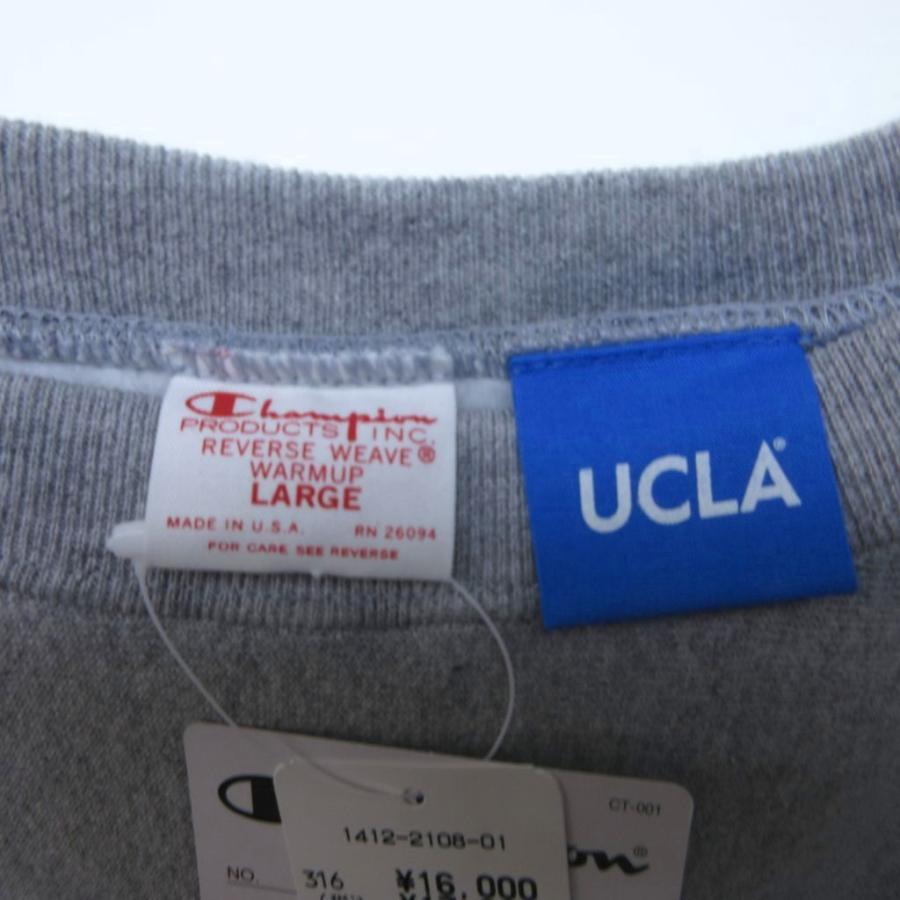 Champion
PRODUCTS INC.
REVERSE WEAVE®
WARMUP
LARGE
MADE IN U.S.A. RN 26094
FOR CARE SEE REVERSE
UCLA®
CT-001
1412-2108-01
NO.
316 ¥16,000